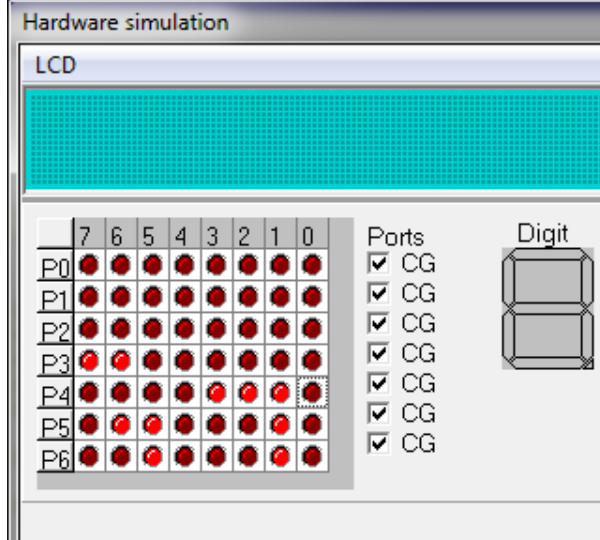 Hardware simulation
LCD
7 6 5 4 3 2 1 0
Ports
Digit
P0
CG
P1
CG
P2
CG
P3
CG
P4
CG
P5
CG
P6
CG